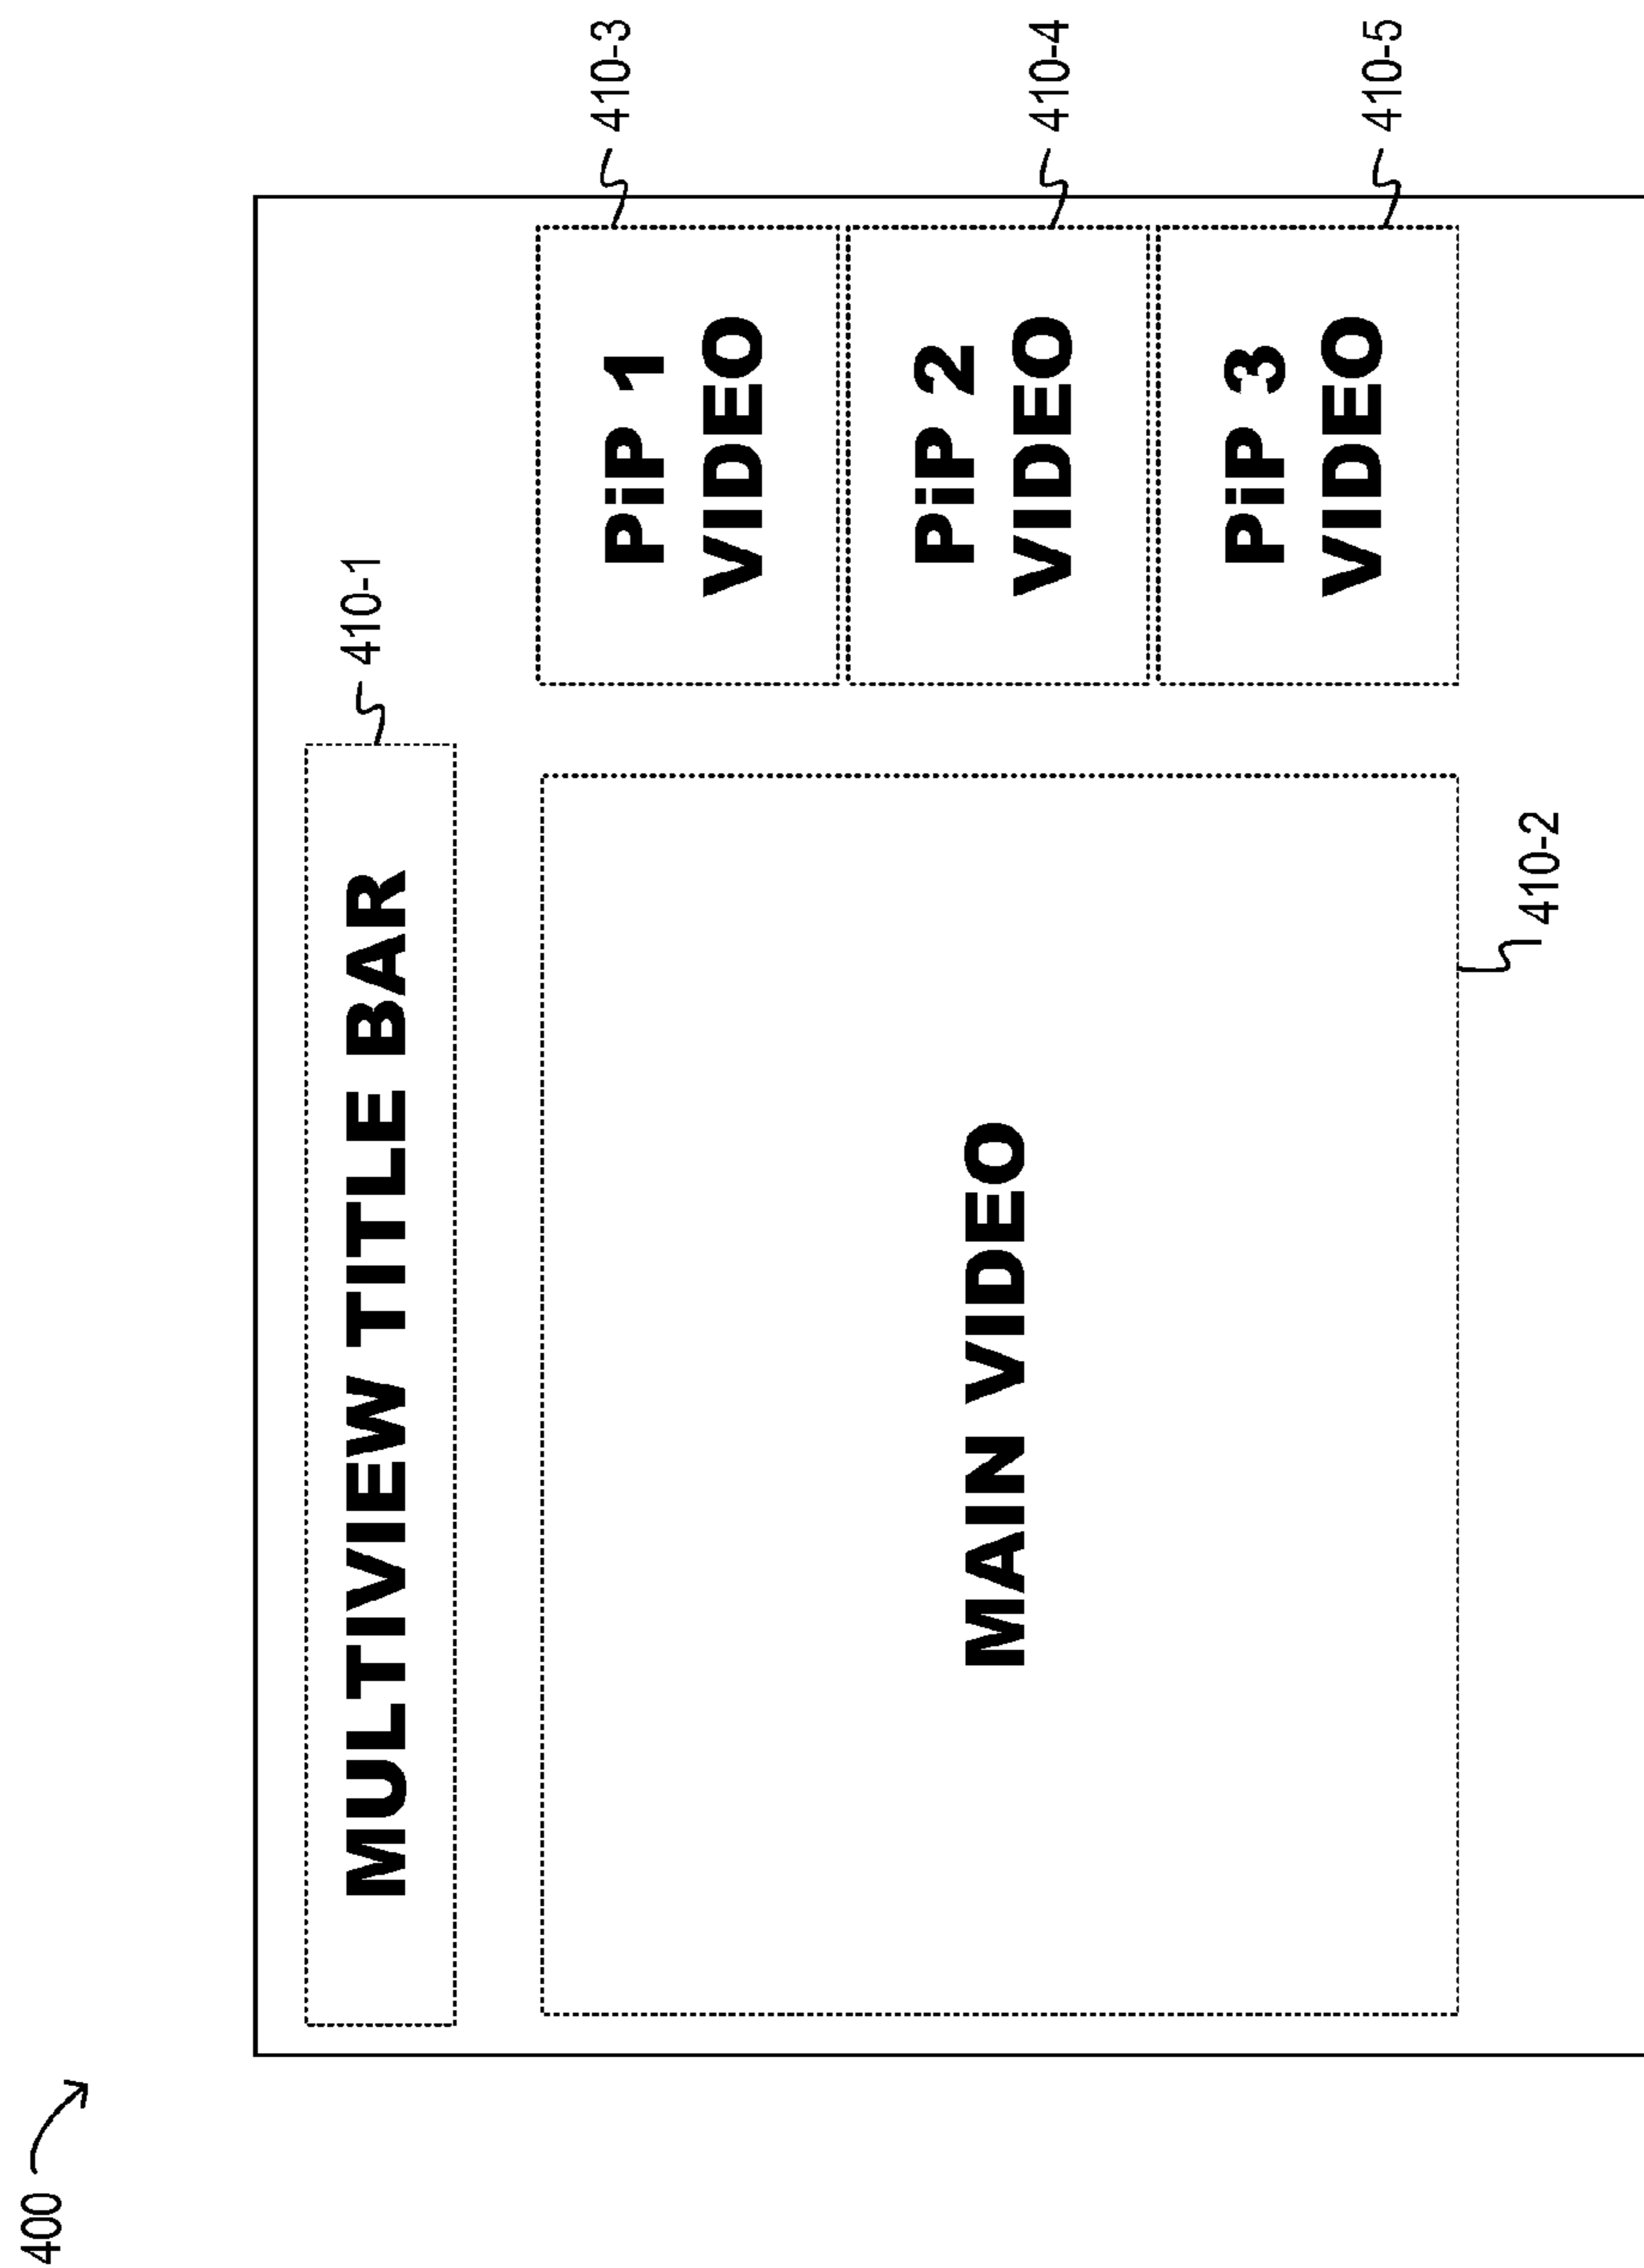 400
MULTIVIEW TITLE BAR
410-1
MAIN VIDEO
410-2
PiP 1
VIDEO
410-3
PiP 2
VIDEO
410-4
PiP 3
VIDEO
410-5